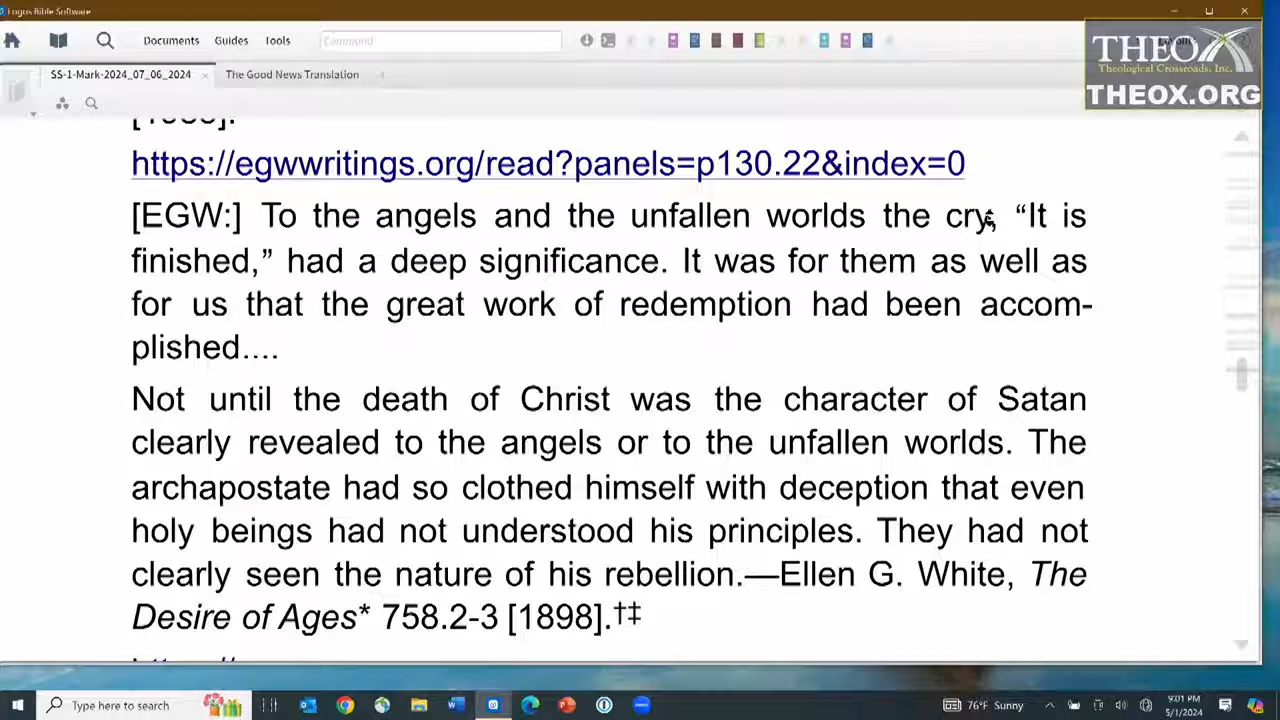 Logos Bible Software
Documents Guides Tools Command
THEOX
Theological Crossroads, Inc.
THEOX.ORG
SS-1-Mark-2024_07_06_2024 The Good News Translation
https://egwwritings.org/read?panels=p130.22&index=0
[EGW:] To the angels and the unfallen worlds the cry, “It is
finished,” had a deep significance. It was for them as well as
for us that the great work of redemption had been accom-
plished....
Not until the death of Christ was the character of Satan
clearly revealed to the angels or to the unfallen worlds. The
archapostate had so clothed himself with deception that even
holy beings had not understood his principles. They had not
clearly seen the nature of his rebellion.—Ellen G. White, The
Desire of Ages* 758.2-3 [1898].†‡
Type here to search
76°F Sunny
9:01 PM
5/1/2024